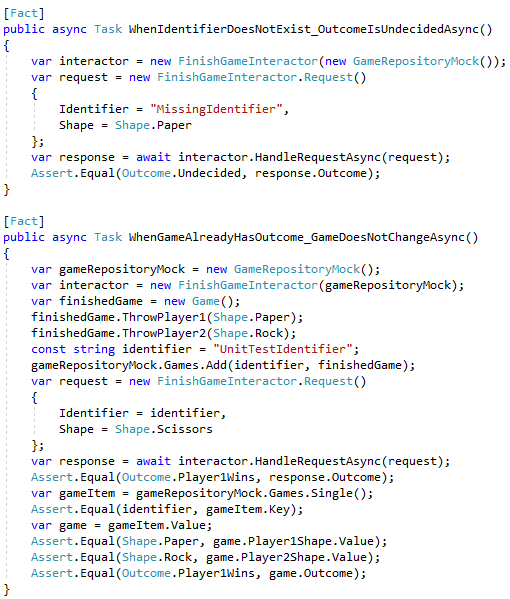 [Fact]
public async Task WhenIdentifierDoesNotExist_OutcomeIsUndecidedAsync()
{
    var interactor = new FinishGameInteractor(new GameRepositoryMock());
    var request = new FinishGameInteractor.Request()
    {
        Identifier = "MissingIdentifier",
        Shape = Shape.Paper
    };
    var response = await interactor.HandleRequestAsync(request);
    Assert.Equal(Outcome.Undecided, response.Outcome);
}

[Fact]
public async Task WhenGameAlreadyHasOutcome_GameDoesNotChangeAsync()
{
    var gameRepositoryMock = new GameRepositoryMock();
    var interactor = new FinishGameInteractor(gameRepositoryMock);
    var finishedGame = new Game();
    finishedGame.ThrowPlayer1(Shape.Paper);
    finishedGame.ThrowPlayer2(Shape.Rock);
    const string identifier = "UnitTestIdentifier";
    gameRepositoryMock.Games.Add(identifier, finishedGame);
    var request = new FinishGameInteractor.Request()
    {
        Identifier = identifier,
        Shape = Shape.Scissors
    };
    var response = await interactor.HandleRequestAsync(request);
    Assert.Equal(Outcome.Player1Wins, response.Outcome);
    var gameItem = gameRepositoryMock.Games.Single();
    Assert.Equal(identifier, gameItem.Key);
    var game = gameItem.Value;
    Assert.Equal(Shape.Paper, game.Player1Shape.Value);
    Assert.Equal(Shape.Rock, game.Player2Shape.Value);
    Assert.Equal(Outcome.Player1Wins, game.Outcome);
}